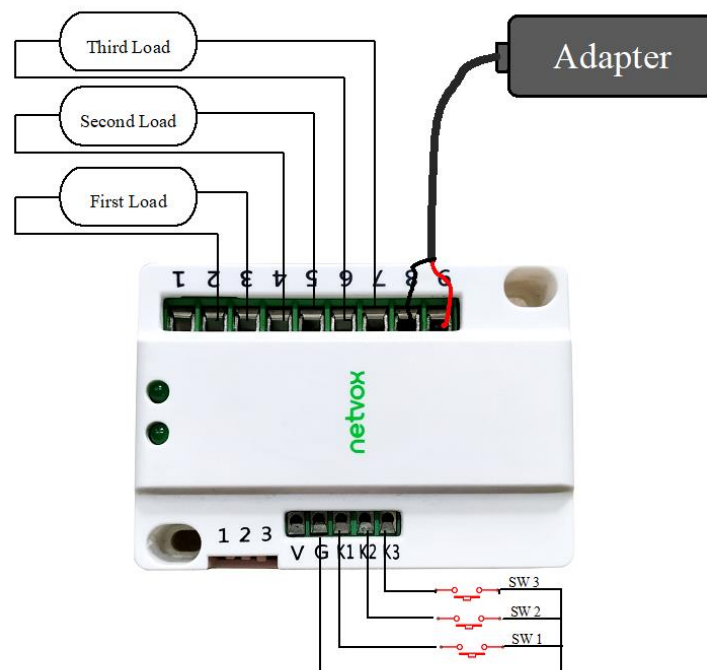 Third Load
Adapter
Second Load
First Load
1 2 3 4 5 6 7 8 9
netvox
1 2 3
V G K1 K2 K3
SW 3
SW 2
SW 1